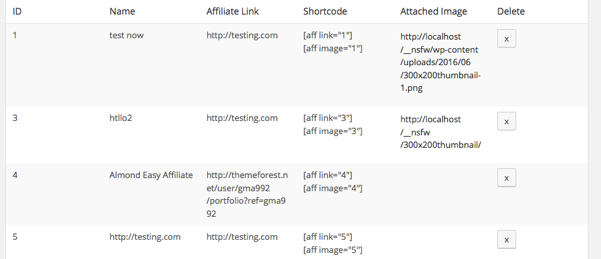 ID Name Affiliate Link Shortcode Attached Image Delete
1 test now http://testing.com [aff link="1"] http://localhost x
[aff image="1"] /__nsfw/wp-content
/uploads/2016/06
/300x200thumbnail-
1.png
3 htllo2 http://testing.com [aff link="3"] http://localhost x
[aff image="3"] /__nsfw
/300x200thumbnail/
4 Almond Easy Affiliate http://themeforest.n [aff link="4"] x
et/user/gma992 [aff image="4"]
/portfolio?ref=gma9
92
5 http://testing.com http://testing.com [aff link="5"] x
[aff image="5"]